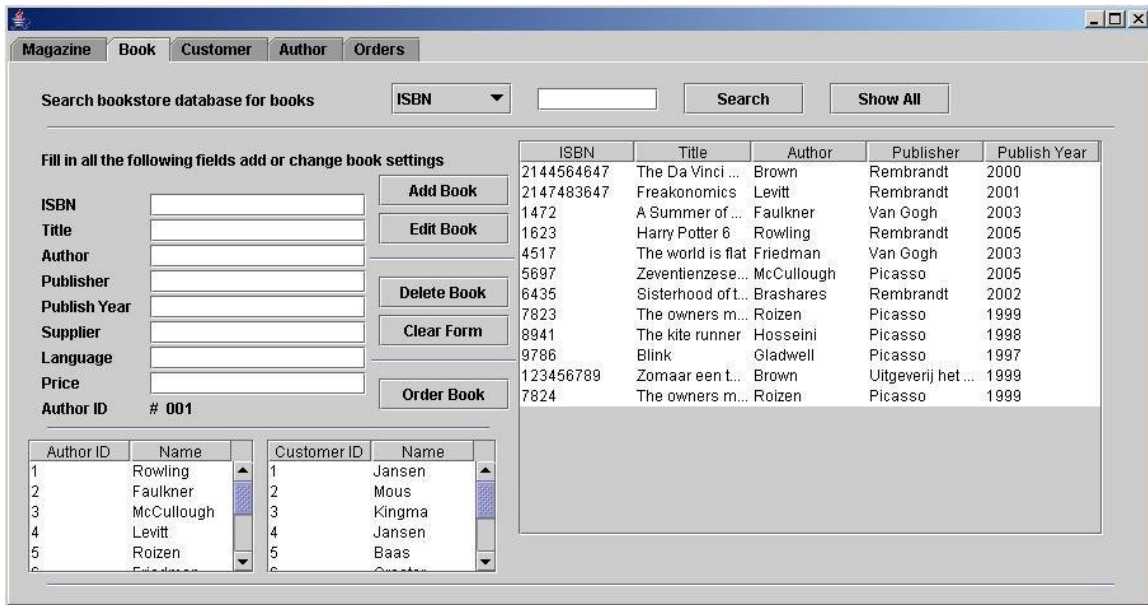 Magazine Book Customer Author Orders
Search bookstore database for books ISBN Search Show All
Fill in all the following fields add or change book settings
ISBN
Title
Author
Publisher
Publish Year
Supplier
Language
Price
Author ID # 001
Add Book
Edit Book
Delete Book
Clear Form
Order Book
ISBN Title Author Publisher Publish Year
2144564647 The Da Vinci ... Brown Rembrandt 2000
2147483647 Freakonomics Levitt Rembrandt 2001
1472 A Summer of ... Faulkner Van Gogh 2003
1623 Harry Potter 6 Rowling Rembrandt 2005
4517 The world is flat Friedman Van Gogh 2003
5697 Zeventienzese... McCullough Picasso 2005
6435 Sisterhood of t... Brashares Rembrandt 2002
7823 The owners m... Roizen Picasso 1999
8941 The kite runner Hosseini Picasso 1998
9786 Blink Gladwell Picasso 1997
123456789 Zomaar een t... Brown Uitgeverij het ... 1999
7824 The owners m... Roizen Picasso 1999
Author ID Name
1 Rowling
2 Faulkner
3 McCullough
4 Levitt
5 Roizen
Customer ID Name
1 Jansen
2 Mous
3 Kingma
4 Jansen
5 Baas